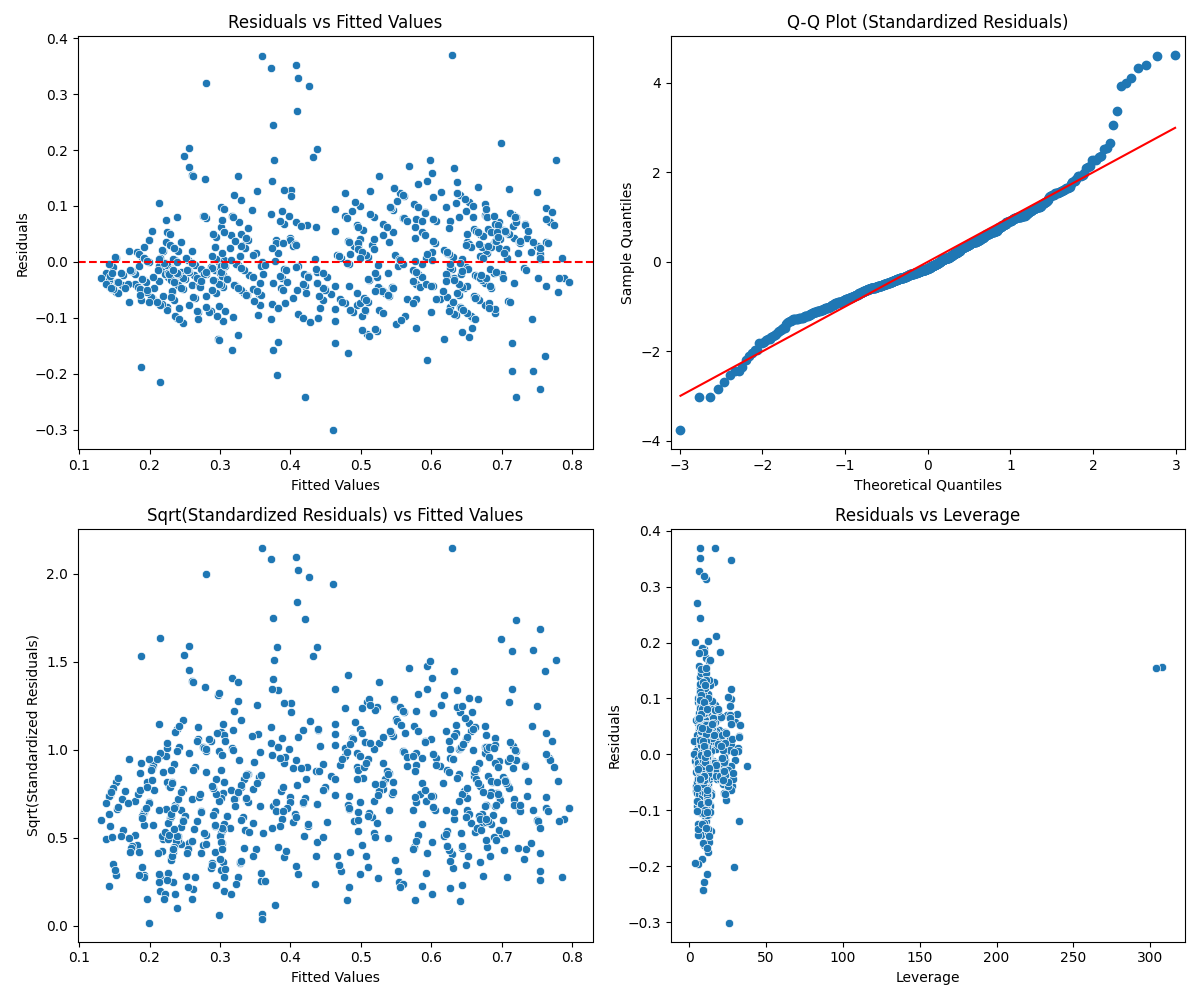 Residuals vs Fitted Values
Residuals
0.4
0.3
0.2
0.1
0.0
−0.1
−0.2
−0.3
0.1 0.2 0.3 0.4 0.5 0.6 0.7 0.8
Fitted Values
Q-Q Plot (Standardized Residuals)
Sample Quantiles
4
2
0
−2
−4
−3 −2 −1 0 1 2 3
Theoretical Quantiles
Sqrt(Standardized Residuals) vs Fitted Values
Sqrt(Standardized Residuals)
2.0
1.5
1.0
0.5
0.0
0.1 0.2 0.3 0.4 0.5 0.6 0.7 0.8
Fitted Values
Residuals vs Leverage
Residuals
0.4
0.3
0.2
0.1
0.0
−0.1
−0.2
−0.3
0 50 100 150 200 250 300
Leverage